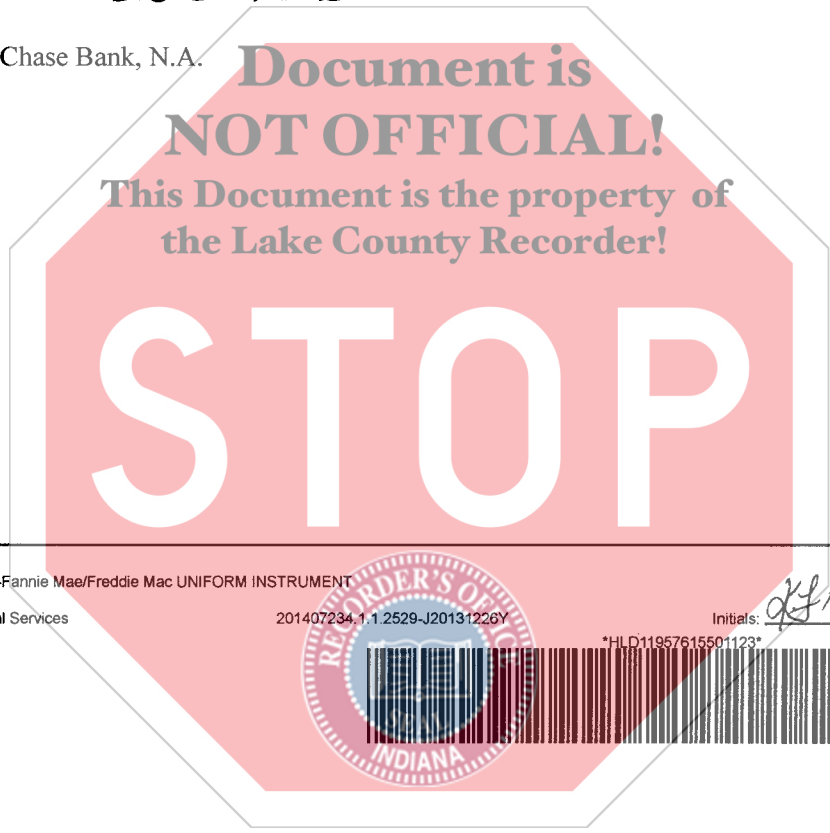 Chase Bank, N.A.
Document is
NOT OFFICIAL!
This Document is the property of
the Lake County Recorder!
STOP
-Fannie Mae/Freddie Mac UNIFORM INSTRUMENT
l Services
201407234.1.1.2529-J20131226Y
Initials:
*HLD11957615501123*
RECORDER'S OFFICE
SEAL
INDIANA